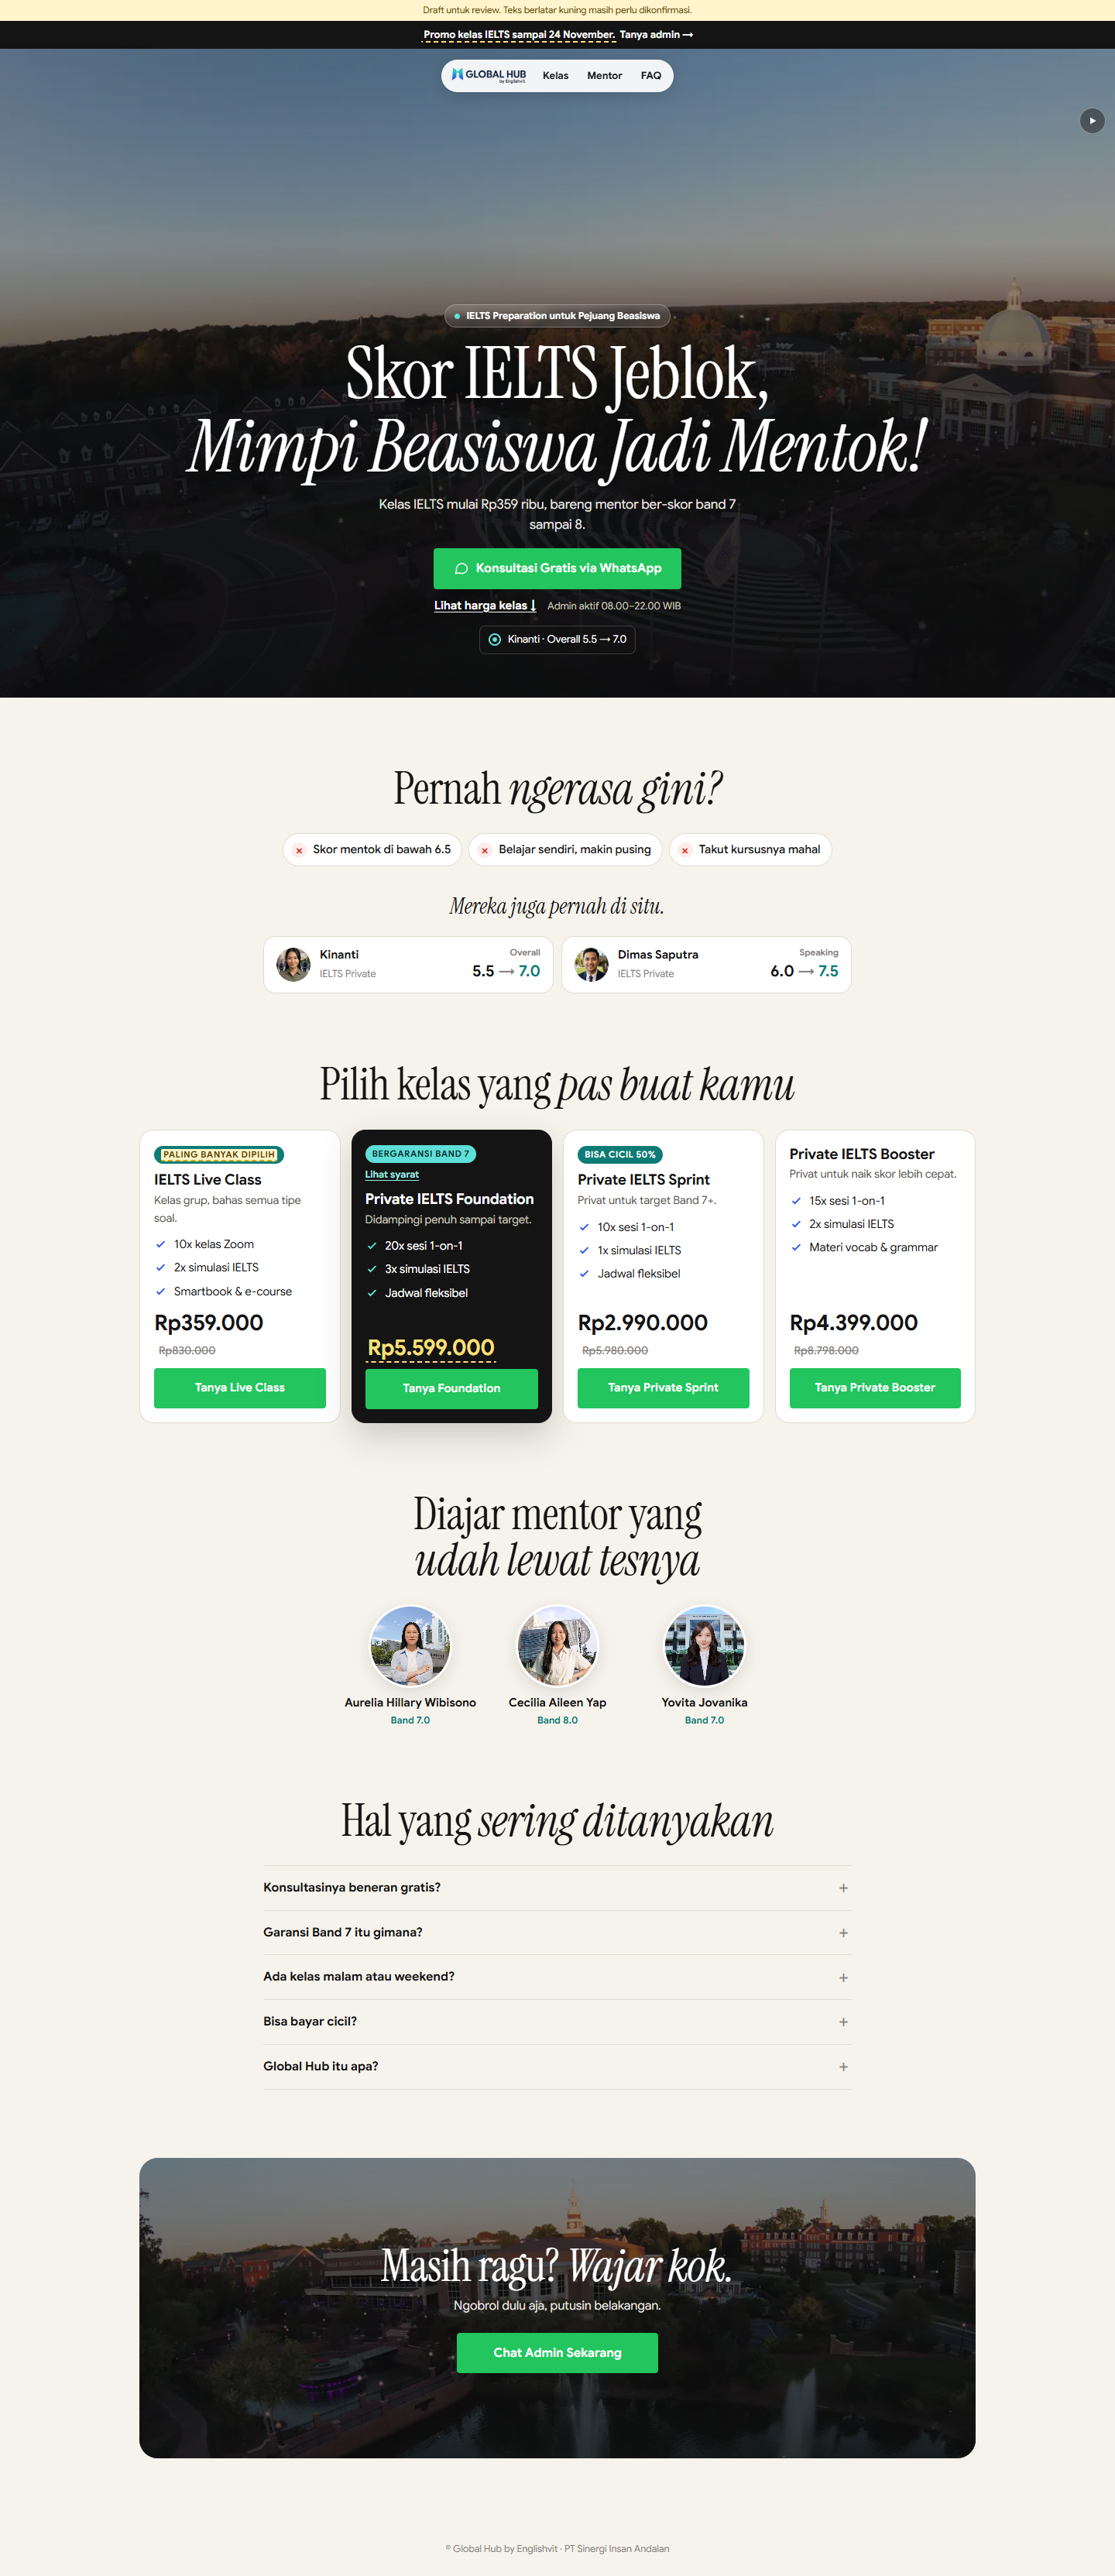 Draft untuk review. Teks berlatar kuning masih perlu dikonfirmasi.
Promo kelas IELTS sampai 24 November. Tanya admin →
GLOBAL HUB
by Englishvit
Kelas
Mentor
FAQ
IELTS Preparation untuk Pejuang Beasiswa
Skor IELTS Jeblok,
Mimpi Beasiswa Jadi Mentok!
Kelas IELTS mulai Rp359 ribu, bareng mentor ber-skor band 7
sampai 8.
Konsultasi Gratis via WhatsApp
Lihat harga kelas ↓
Admin aktif 08.00–22.00 WIB
Kinanti · Overall 5.5 → 7.0
Pernah ngerasa gini?
Skor mentok di bawah 6.5
Belajar sendiri, makin pusing
Takut kursusnya mahal
Mereka juga pernah di situ.
Kinanti
IELTS Private
Overall
5.5 → 7.0
Dimas Saputra
IELTS Private
Speaking
6.0 → 7.5
Pilih kelas yang pas buat kamu
PALING BANYAK DIPILIH
IELTS Live Class
Kelas grup, bahas semua tipe
soal.
10x kelas Zoom
2x simulasi IELTS
Smartbook & e-course
Rp359.000
Rp830.000
Tanya Live Class
BERGARANSI BAND 7
Lihat syarat
Private IELTS Foundation
Didampingi penuh sampai target.
20x sesi 1-on-1
3x simulasi IELTS
Jadwal fleksibel
Rp5.599.000
Tanya Foundation
BISA CICIL 50%
Private IELTS Sprint
Privat untuk target Band 7+.
10x sesi 1-on-1
1x simulasi IELTS
Jadwal fleksibel
Rp2.990.000
Rp5.980.000
Tanya Private Sprint
Private IELTS Booster
Privat untuk naik skor lebih cepat.
15x sesi 1-on-1
2x simulasi IELTS
Materi vocab & grammar
Rp4.399.000
Rp8.798.000
Tanya Private Booster
Diajar mentor yang
udah lewat tesnya
Aurelia Hillary Wibisono
Band 7.0
Cecilia Aileen Yap
Band 8.0
Yovita Jovanika
Band 7.0
Hal yang sering ditanyakan
Konsultasinya beneran gratis?
Garansi Band 7 itu gimana?
Ada kelas malam atau weekend?
Bisa bayar cicil?
Global Hub itu apa?
Masih ragu? Wajar kok.
Ngobrol dulu aja, putusin belakangan.
Chat Admin Sekarang
© Global Hub by Englishvit · PT Sinergi Insan Andalan